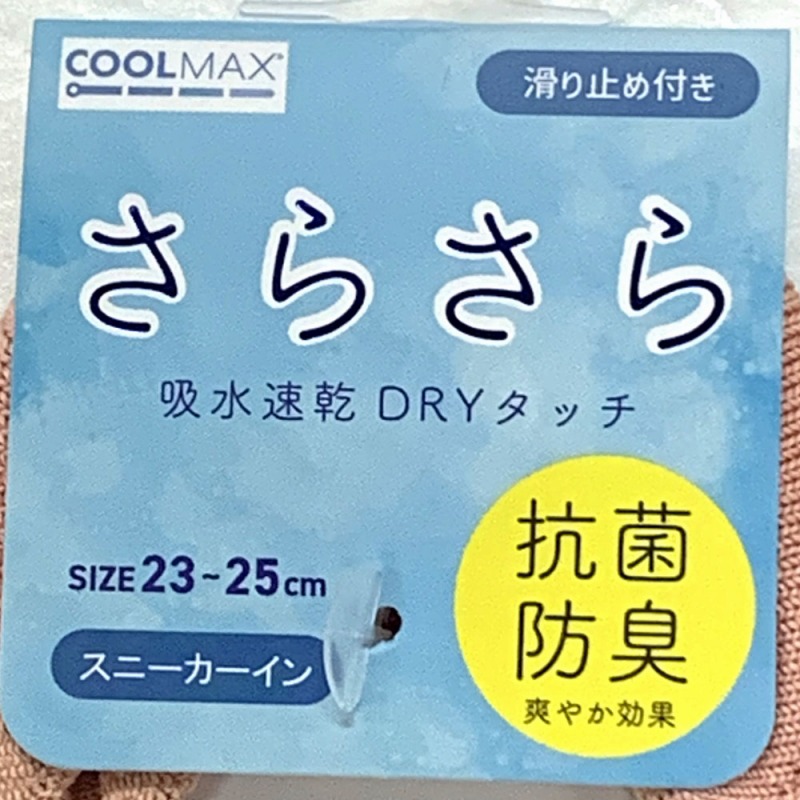 COOLMAX®
滑り止め付き
さらさら
吸水速乾 DRYタッチ
抗菌
防臭
爽やか効果
SIZE 23~25cm
スニーカーイン